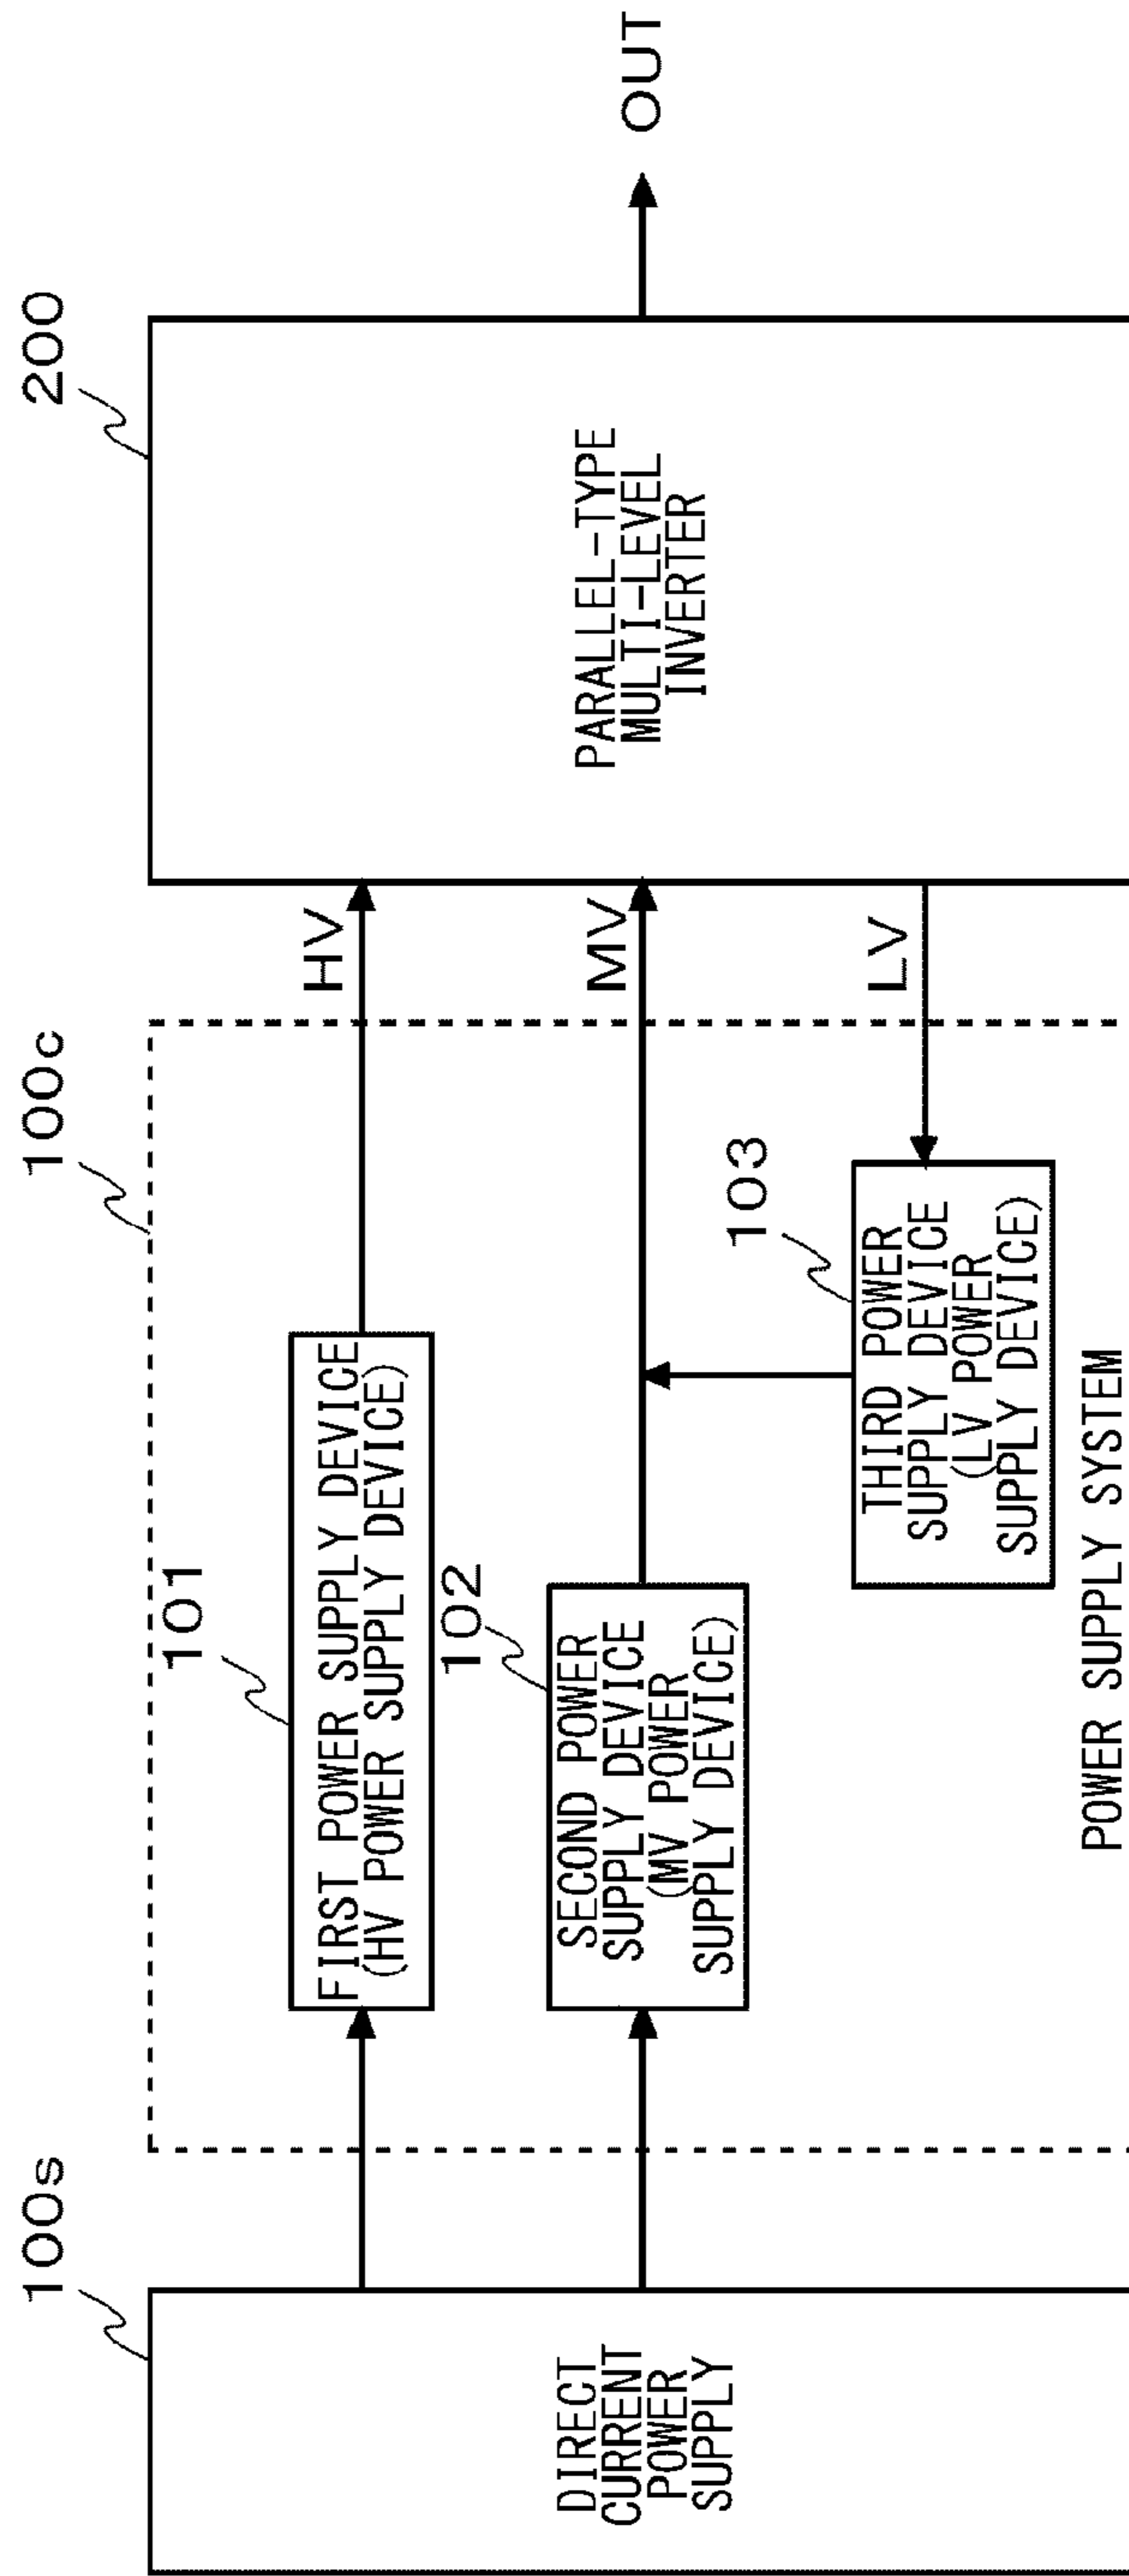 100s
100c
200
DIRECT
CURRENT
POWER
SUPPLY
101
FIRST POWER SUPPLY DEVICE
(HV POWER SUPPLY DEVICE)
HV
102
SECOND POWER
SUPPLY DEVICE
(MV POWER
SUPPLY DEVICE)
MV
103
THIRD POWER
SUPPLY DEVICE
(LV POWER
SUPPLY DEVICE)
LV
POWER SUPPLY SYSTEM
PARALLEL-TYPE
MULTI-LEVEL
INVERTER
OUT